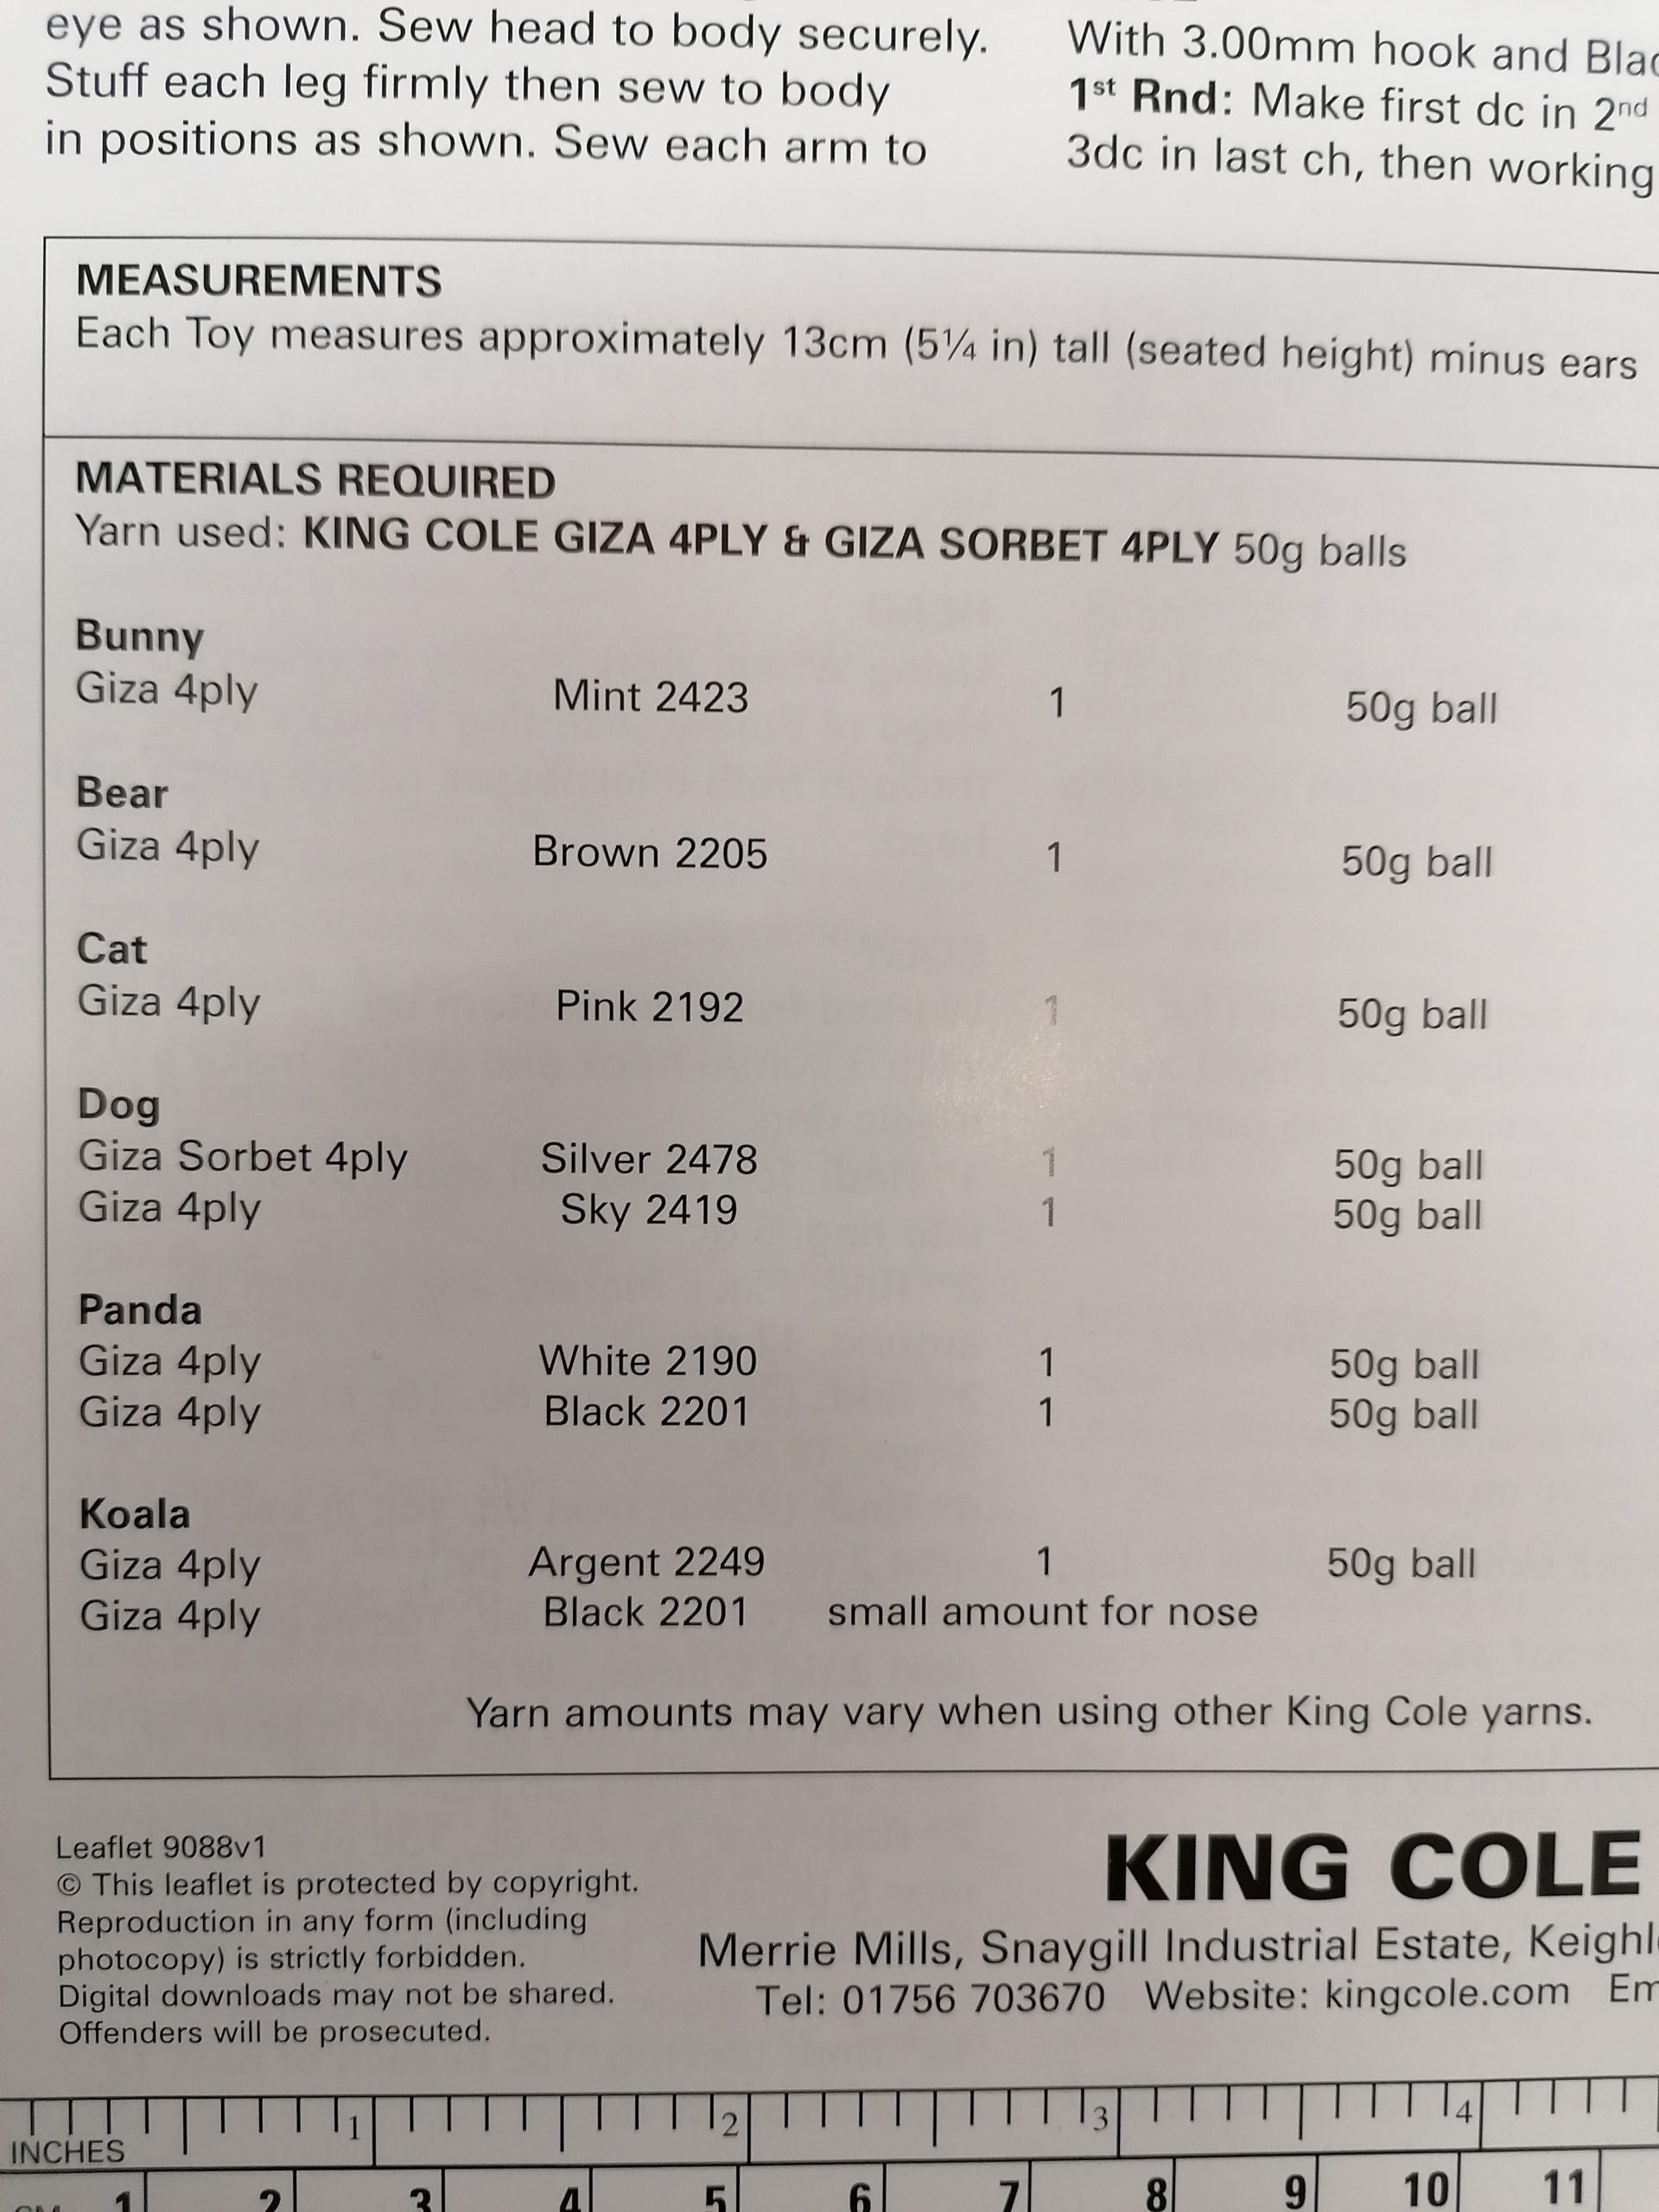 eye as shown. Sew head to body securely.
Stuff each leg firmly then sew to body
in positions as shown. Sew each arm to
With 3.00mm hook and
1st Rnd: Make first dc in 2nd
3dc in last ch, then working
MEASUREMENTS
Each Toy measures approximately 13cm (5¼ in) tall (seated height) minus ears
MATERIALS REQUIRED
Yarn used: KING COLE GIZA 4PLY & GIZA SORBET 4PLY 50g balls
Bunny
Giza 4ply Mint 2423 1 50g ball
Bear
Giza 4ply Brown 2205 1 50g ball
Cat
Giza 4ply Pink 2192 1 50g ball
Dog
Giza Sorbet 4ply Silver 2478 1 50g ball
Giza 4ply Sky 2419 1 50g ball
Panda
Giza 4ply White 2190 1 50g ball
Giza 4ply Black 2201 1 50g ball
Koala
Giza 4ply Argent 2249 1 50g ball
Giza 4ply Black 2201 small amount for nose
Yarn amounts may vary when using other King Cole yarns.
Leaflet 9088v1
© This leaflet is protected by copyright.
Reproduction in any form (including
photocopy) is strictly forbidden.
Digital downloads may not be shared.
Offenders will be prosecuted.
KING COLE
Merrie Mills, Snaygill Industrial Estate,
Tel: 01756 703670 Website: kingcole.com
1 2 3 4
INCHES
1 2 3 4 5 6 7 8 9 10 11